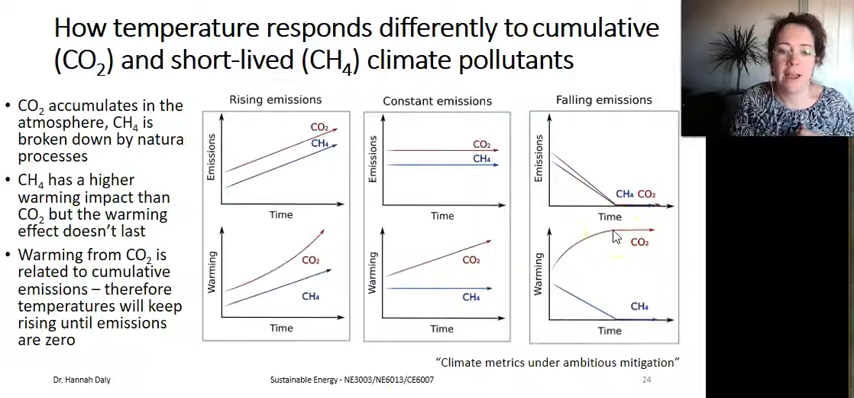 How temperature responds differently to cumulative
(CO₂) and short-lived (CH₄) climate pollutants
• CO₂ accumulates in the
atmosphere, CH₄ is
broken down by natura
processes
• CH₄ has a higher
warming impact than
CO₂ but the warming
effect doesn't last
• Warming from CO₂ is
related to cumulative
emissions – therefore
temperatures will keep
rising until emissions
are zero
Rising emissions
Emissions
CO₂
CH₄
Time
Warming
CO₂
CH₄
Time
Constant emissions
Emissions
CO₂
CH₄
Time
Warming
CO₂
CH₄
Time
Falling emissions
Emissions
CH₄ CO₂
Time
Warming
CO₂
CH₄
Time
"Climate metrics under ambitious mitigation"
Dr. Hannah Daly
Sustainable Energy - NE3003/NE6013/CE6007
24